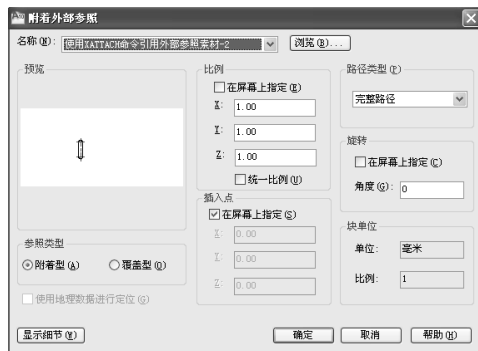 附着外部参照
名称(N): 使用XATTACH命令引用外部参照素材-2 浏览(B)...
预览
比例
在屏幕上指定(E)
X: 1.00
Y: 1.00
Z: 1.00
统一比例(U)
路径类型(P)
完整路径
旋转
在屏幕上指定(C)
角度(G): 0
插入点
在屏幕上指定(S)
X: 0.00
Y: 0.00
Z: 0.00
块单位
单位: 毫米
比例: 1
参照类型
附着型(A) 覆盖型(O)
使用地理数据进行定位(G)
显示细节(Y) 确定 取消 帮助(H)